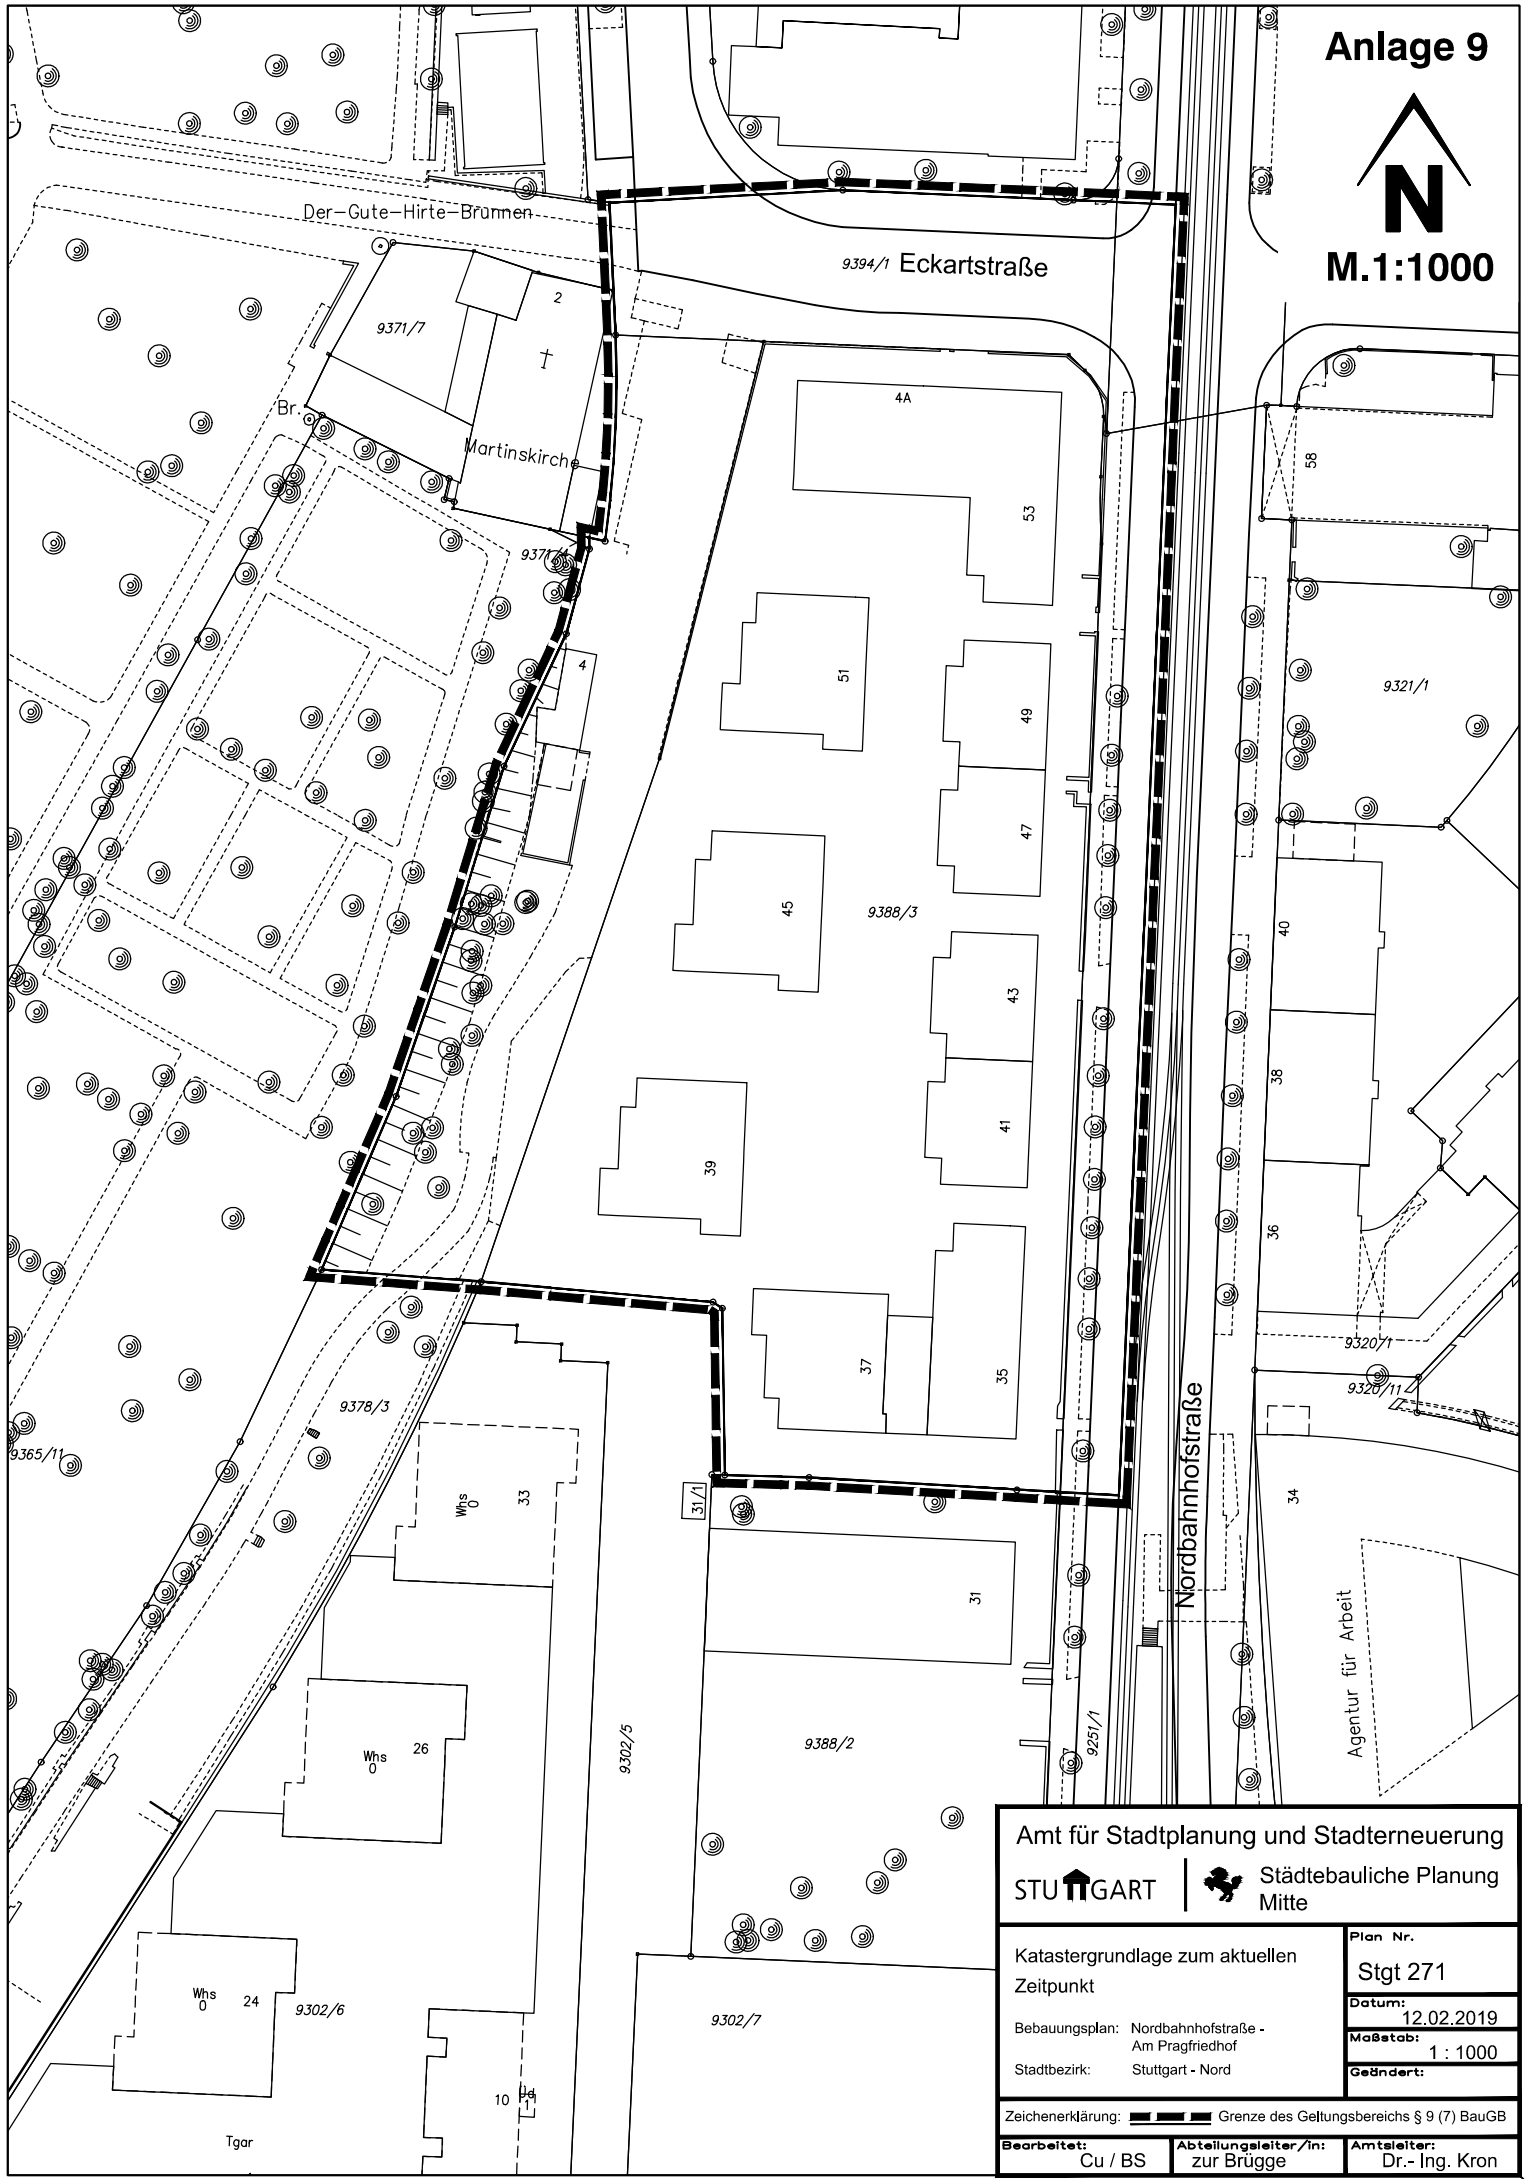 Anlage 9
N
M.1:1000
Der-Gute-Hirte-Brunnen
9394/1 Eckartstraße
2
9371/7
4A
Br.
Martinskirche
58
53
9371/4
4
51
49
9321/1
47
45
9388/3
40
43
38
41
39
36
9320/1
37
35
9320/11
9378/3
Nordbahnhofstraße
9365/11
Whs
0
33
31/1
34
31
Agentur für Arbeit
9251/1
9302/5
9388/2
Whs
0
26
Whs
0
24
9302/6
9302/7
10
Ud
1
Tgar
Amt für Stadtplanung und Stadterneuerung
STUTTGART
Städtebauliche Planung
Mitte
Katastergrundlage zum aktuellen
Zeitpunkt
Bebauungsplan: Nordbahnhofstraße -
Am Pragfriedhof
Stadtbezirk: Stuttgart - Nord
Plan Nr.
Stgt 271
Datum:
12.02.2019
Maßstab:
1 : 1000
Geändert:
Zeichenerklärung: Grenze des Geltungsbereichs § 9 (7) BauGB
Bearbeitet:
Cu / BS
Abteilungsleiter/in:
zur Brügge
Amtsleiter:
Dr.- Ing. Kron